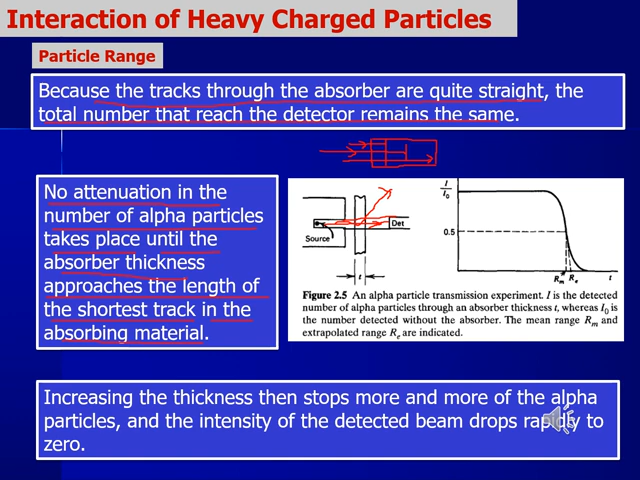 Interaction of Heavy Charged Particles
Particle Range
Because the tracks through the absorber are quite straight, the
total number that reach the detector remains the same.
No attenuation in the
number of alpha particles
takes place until the
absorber thickness
approaches the length of
the shortest track in the
absorbing material.
Source
Det
t
I
I₀
0.5
Rₘ Rₑ
t
Figure 2.5 An alpha particle transmission experiment. I is the detected
number of alpha particles through an absorber thickness t, whereas I₀ is
the number detected without the absorber. The mean range Rₘ and
extrapolated range Rₑ are indicated.
Increasing the thickness then stops more and more of the alpha
particles, and the intensity of the detected beam drops rapidly to
zero.